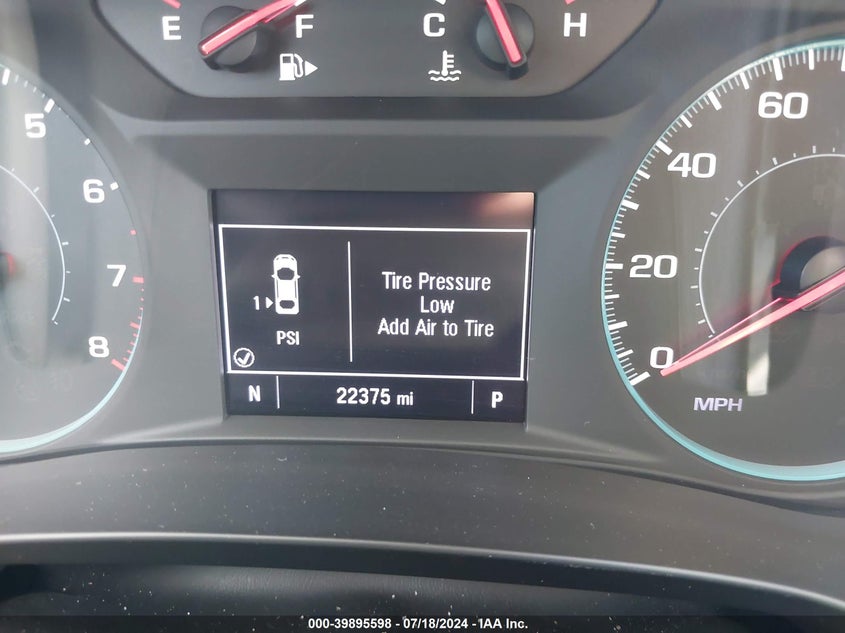 E F C H
5
6
7
8
60
40
20
0
MPH
1
PSI
Tire Pressure
Low
Add Air to Tire
N 22375 mi P
000-39895598 - 07/18/2024 - IAA Inc.